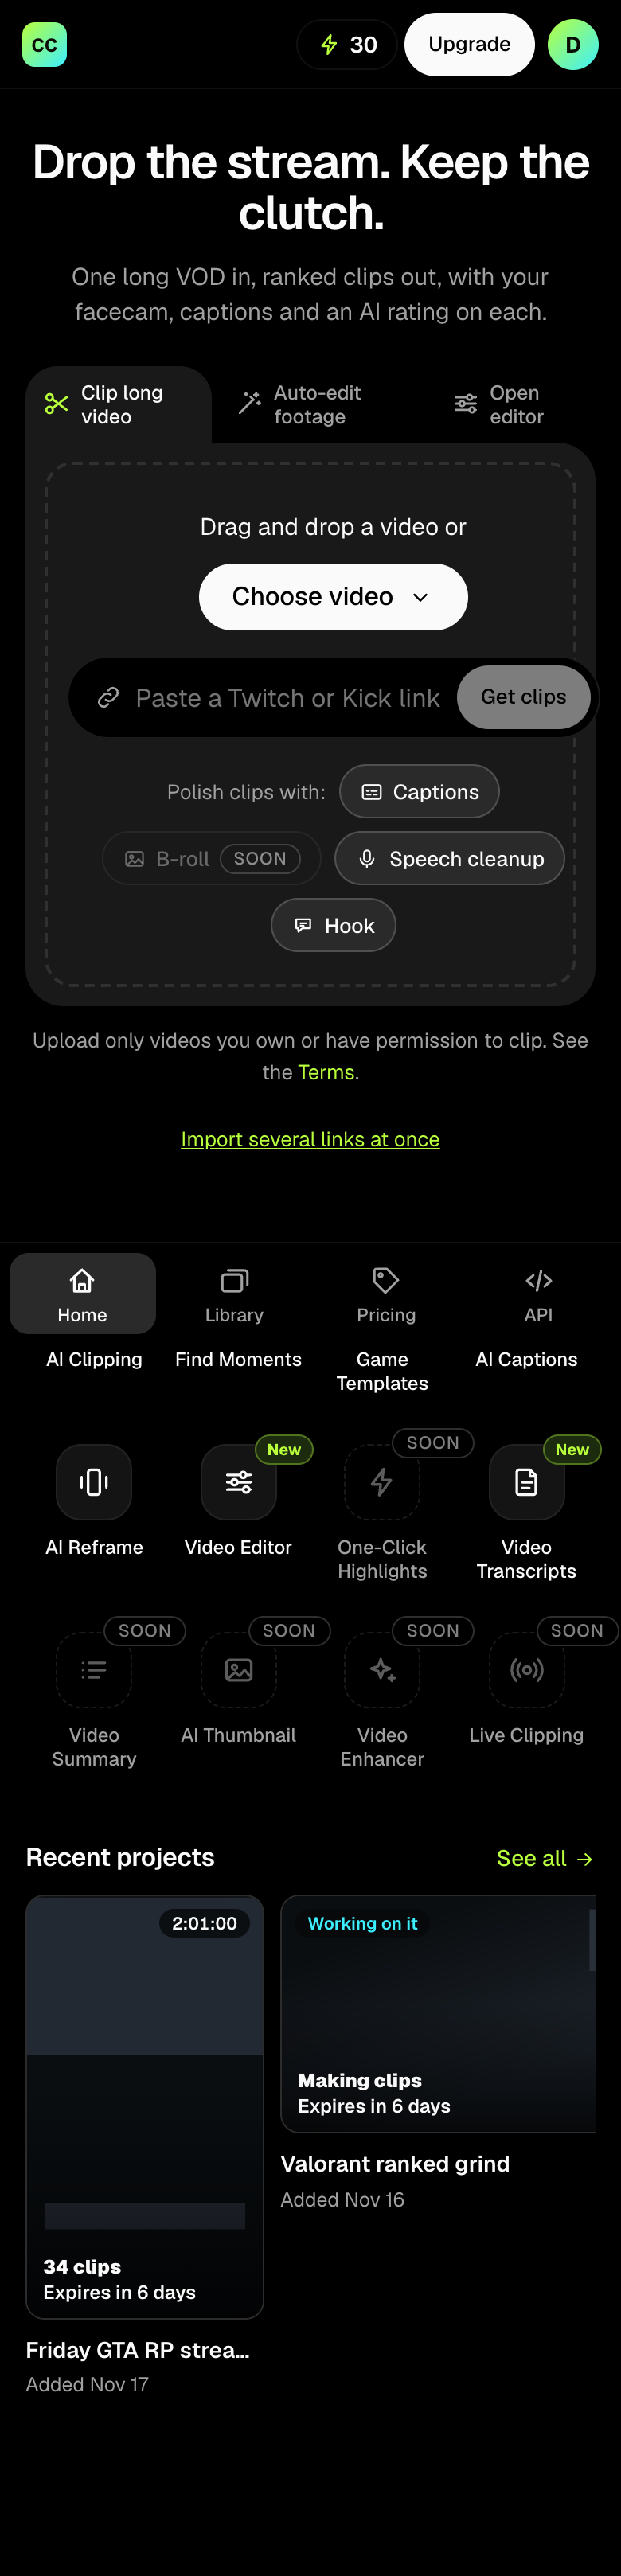 CC
30
Upgrade
D
Drop the stream. Keep the
clutch.
One long VOD in, ranked clips out, with your
facecam, captions and an AI rating on each.
Clip long
video
Auto-edit
footage
Open
editor
Drag and drop a video or
Choose video
Paste a Twitch or Kick link
Get clips
Polish clips with:
Captions
B-roll
SOON
Speech cleanup
Hook
Upload only videos you own or have permission to clip. See
the Terms.
Import several links at once
Home
Library
Pricing
API
AI Clipping
Find Moments
Game
Templates
AI Captions
AI Reframe
New
Video Editor
SOON
One-Click
Highlights
New
Video
Transcripts
SOON
Video
Summary
SOON
AI Thumbnail
SOON
Video
Enhancer
SOON
Live Clipping
Recent projects
See all →
2:01:00
34 clips
Expires in 6 days
Friday GTA RP strea...
Added Nov 17
Working on it
Making clips
Expires in 6 days
Valorant ranked grind
Added Nov 16